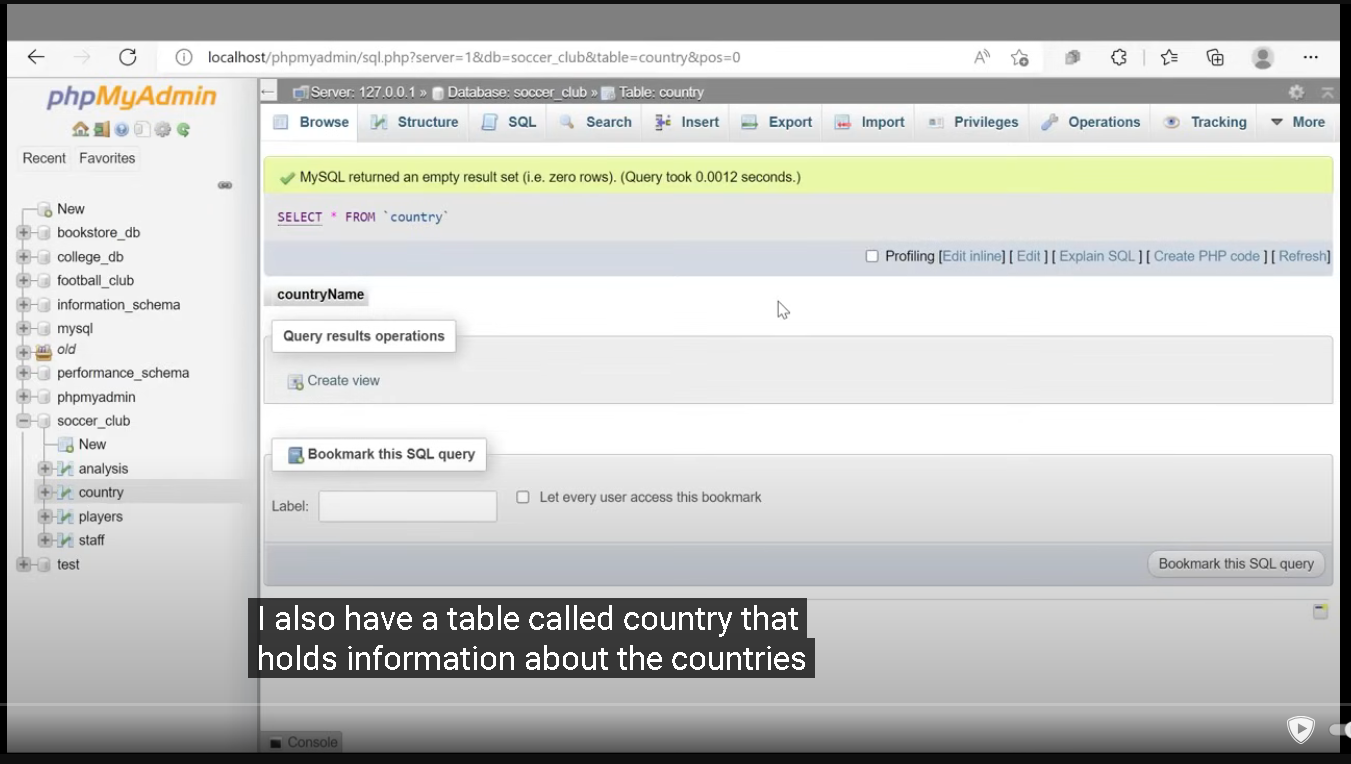 localhost/phpmyadmin/sql.php?server=1&db=soccer_club&table=country&pos=0
phpMyAdmin
Recent Favorites
New
bookstore_db
college_db
football_club
information_schema
mysql
old
performance_schema
phpmyadmin
soccer_club
New
analysis
country
players
staff
test
Server: 127.0.0.1 » Database: soccer_club » Table: country
Browse Structure SQL Search Insert Export Import Privileges Operations Tracking More
MySQL returned an empty result set (i.e. zero rows). (Query took 0.0012 seconds.)
SELECT * FROM `country`
Profiling [Edit inline] [ Edit ] [ Explain SQL ] [ Create PHP code ] [ Refresh]
countryName
Query results operations
Create view
Bookmark this SQL query
Label: Let every user access this bookmark
Bookmark this SQL query
I also have a table called country that
holds information about the countries
Console